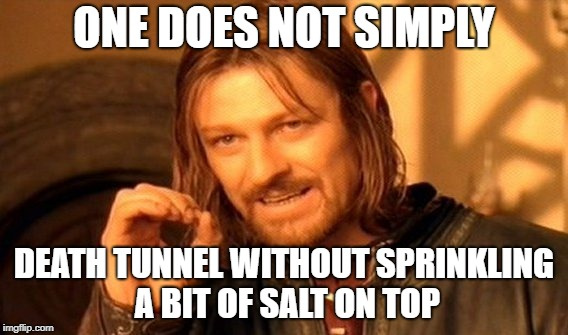 ONE DOES NOT SIMPLY
DEATH TUNNEL WITHOUT SPRINKLING
A BIT OF SALT ON TOP
imgflip.com